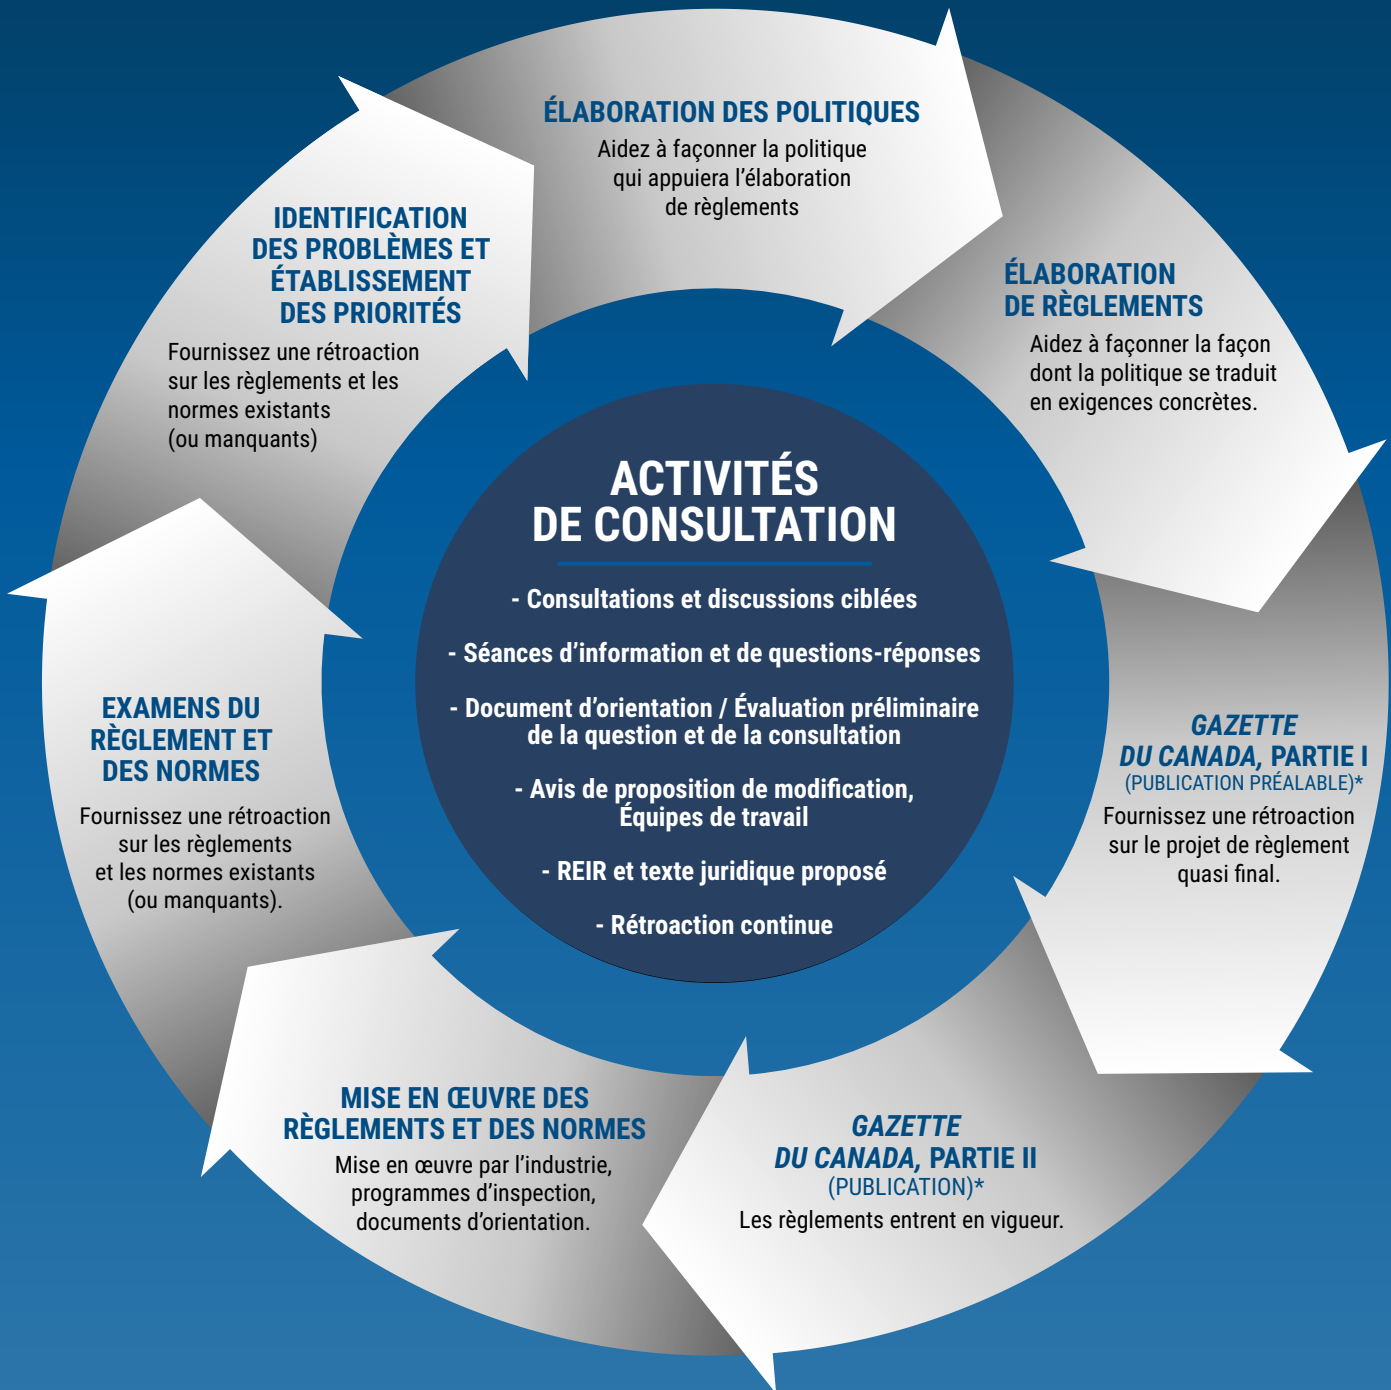 ÉLABORATION DES POLITIQUES
Aidez à façonner la politique
qui appuiera l’élaboration
de règlements
ÉLABORATION
DE RÈGLEMENTS
Aidez à façonner la façon
dont la politique se traduit
en exigences concrètes.
GAZETTE
DU CANADA, PARTIE I
(PUBLICATION PRÉALABLE)*
Fournissez une rétroaction
sur le projet de règlement
quasi final.
GAZETTE
DU CANADA, PARTIE II
(PUBLICATION)*
Les règlements entrent en vigueur.
MISE EN ŒUVRE DES
RÈGLEMENTS ET DES NORMES
Mise en œuvre par l’industrie,
programmes d’inspection,
documents d’orientation.
EXAMENS DU
RÈGLEMENT ET
DES NORMES
Fournissez une rétroaction
sur les règlements
et les normes existants
(ou manquants).
IDENTIFICATION
DES PROBLÈMES ET
ÉTABLISSEMENT
DES PRIORITÉS
Fournissez une rétroaction
sur les règlements et les
normes existants
(ou manquants)
ACTIVITÉS
DE CONSULTATION
- Consultations et discussions ciblées
- Séances d’information et de questions-réponses
- Document d’orientation / Évaluation préliminaire
de la question et de la consultation
- Avis de proposition de modification,
Équipes de travail
- REIR et texte juridique proposé
- Rétroaction continue